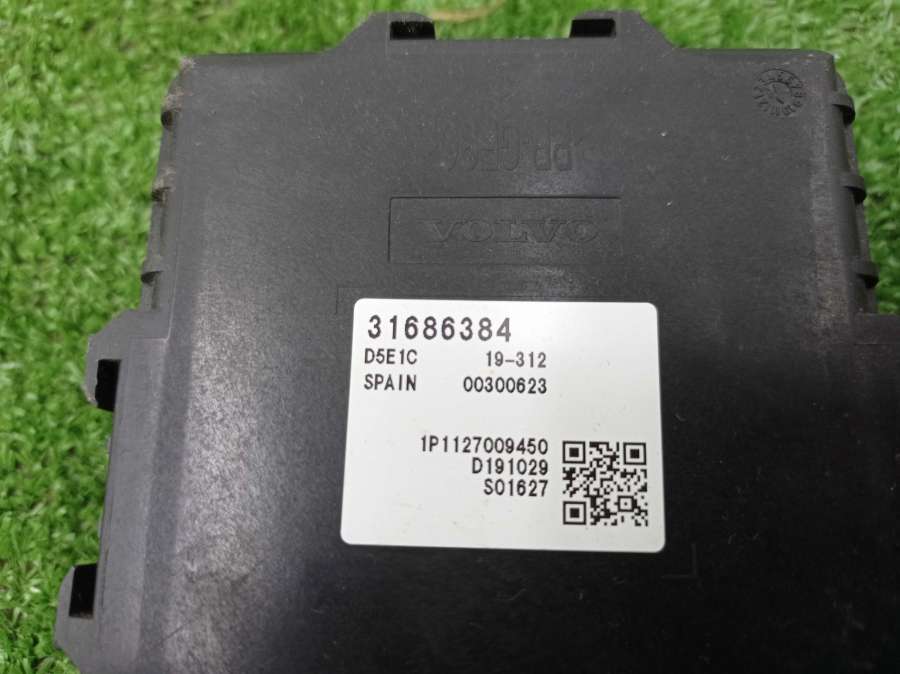 VOLVO
31686384
D5E1C 19-312
SPAIN 00300623
1P1127009450
D191029
S01627